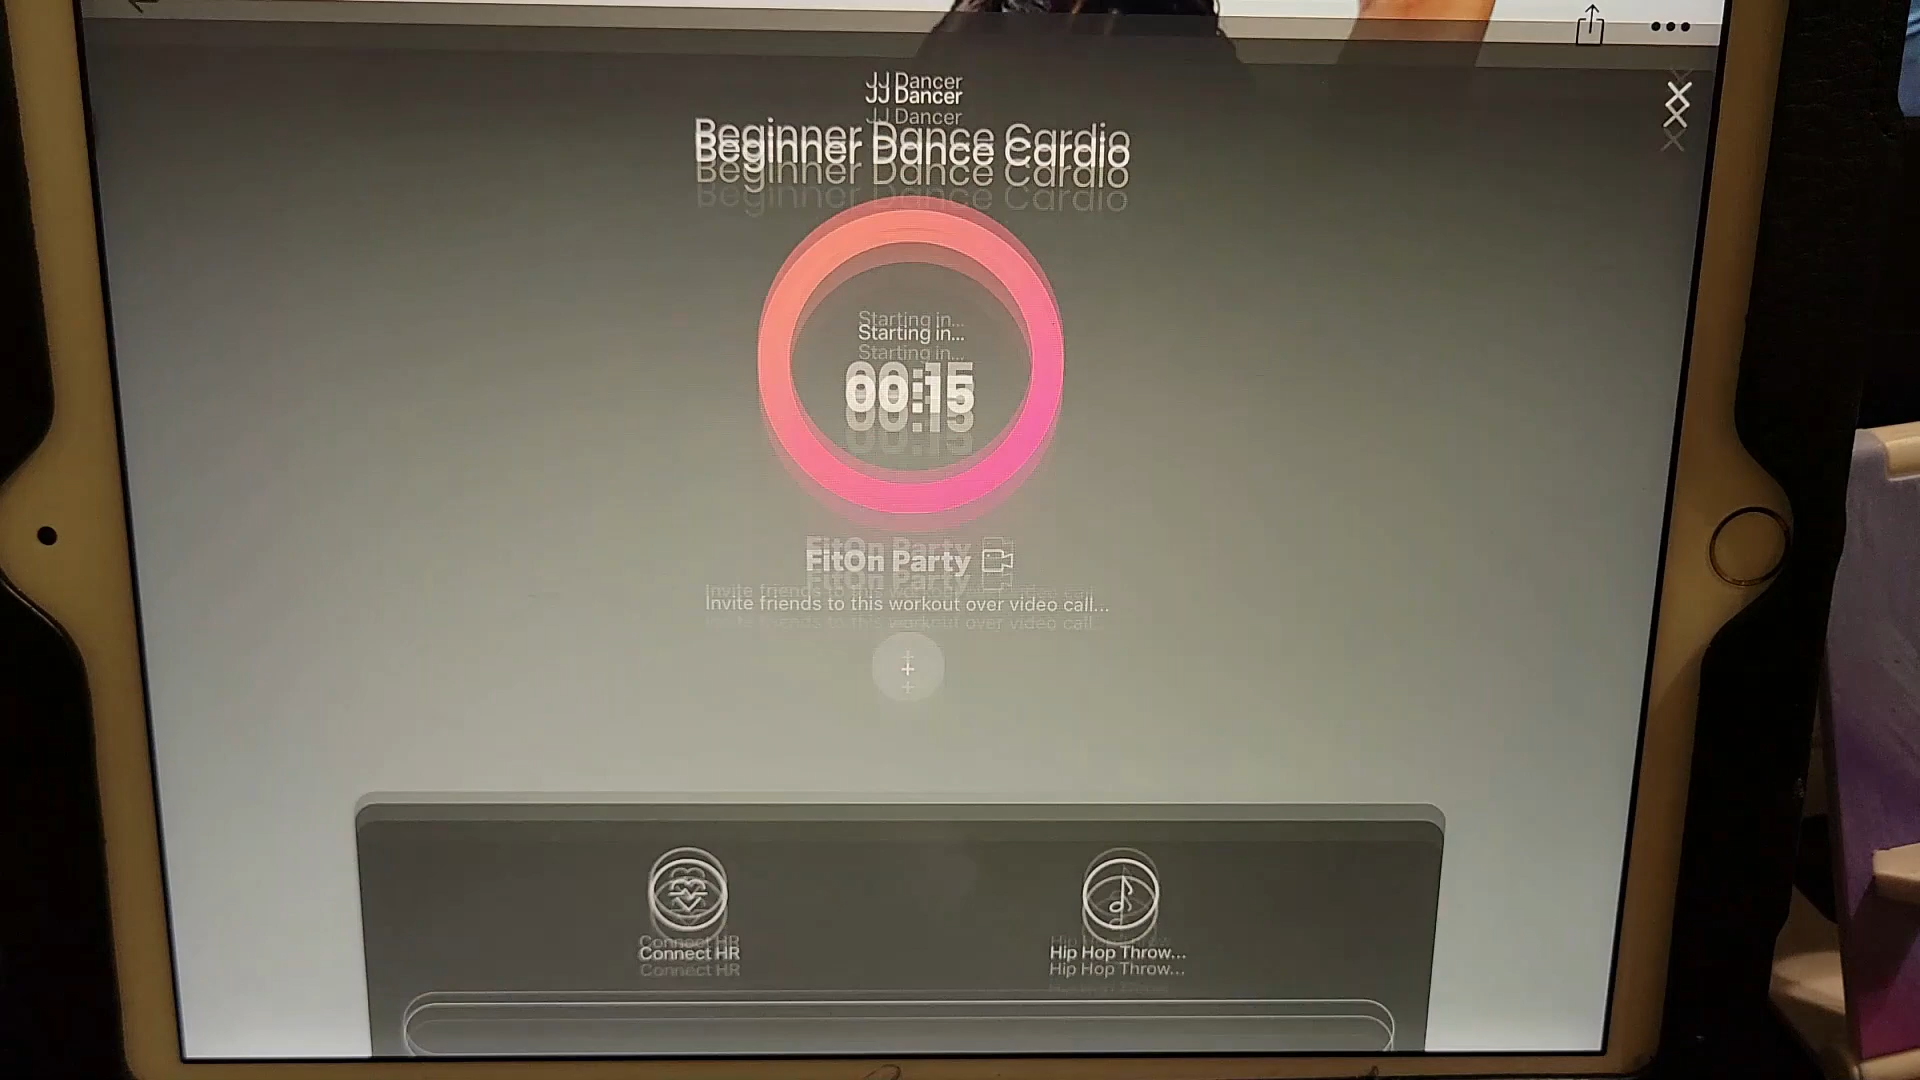 JJ Dancer
Beginner Dance Cardio
Starting in...
00:15
FitOn Party
Invite friends to this workout over video call...
+
Connect HR
Hip Hop Throw...